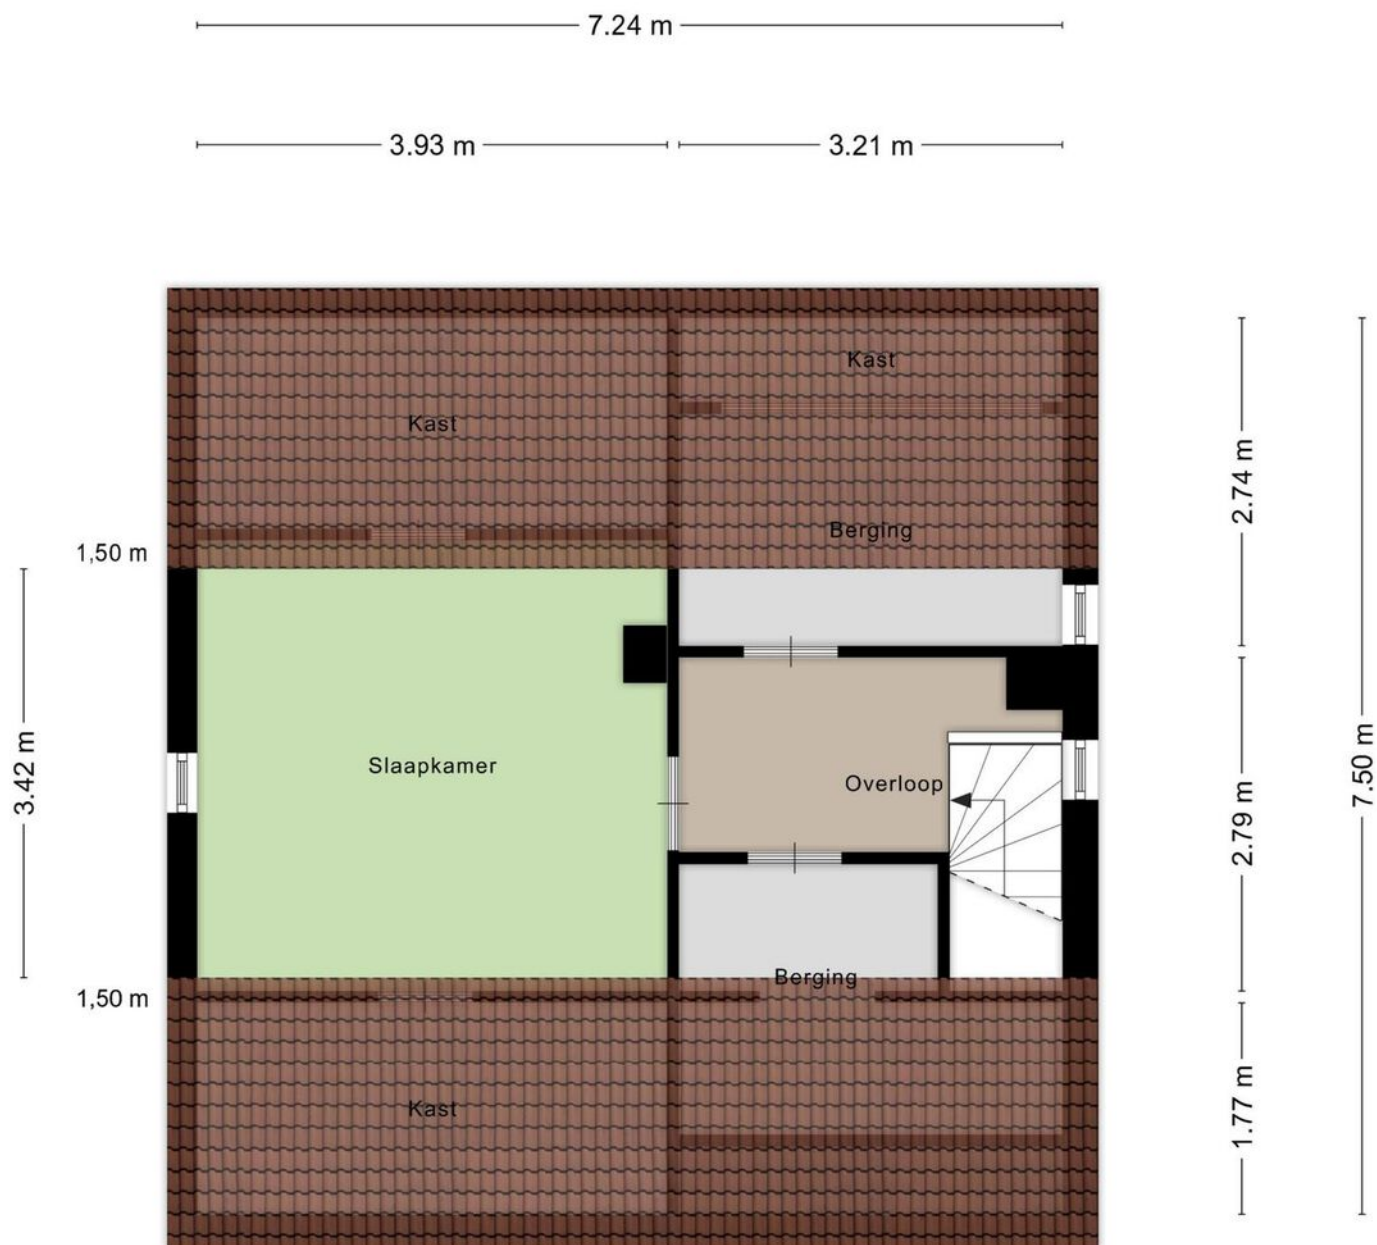 7.24 m
3.93 m
3.21 m
Kast
Kast
2.74 m
Berging
1,50 m
Slaapkamer
3.42 m
Overloop
2.79 m
7.50 m
Berging
1,50 m
Kast
1.77 m